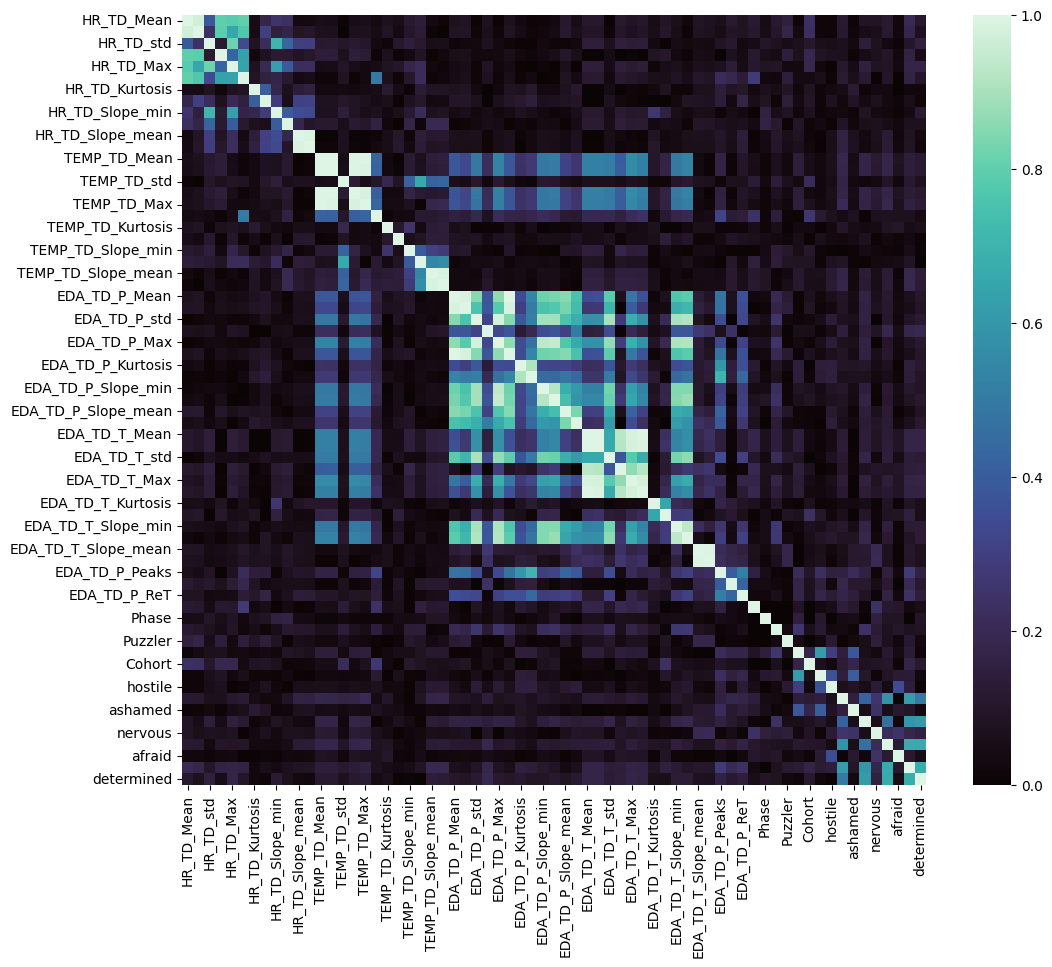 HR_TD_Mean
HR_TD_std
HR_TD_Max
HR_TD_Kurtosis
HR_TD_Slope_min
HR_TD_Slope_mean
TEMP_TD_Mean
TEMP_TD_std
TEMP_TD_Max
TEMP_TD_Kurtosis
TEMP_TD_Slope_min
TEMP_TD_Slope_mean
EDA_TD_P_Mean
EDA_TD_P_std
EDA_TD_P_Max
EDA_TD_P_Kurtosis
EDA_TD_P_Slope_min
EDA_TD_P_Slope_mean
EDA_TD_T_Mean
EDA_TD_T_std
EDA_TD_T_Max
EDA_TD_T_Kurtosis
EDA_TD_T_Slope_min
EDA_TD_T_Slope_mean
EDA_TD_P_Peaks
EDA_TD_P_ReT
Phase
Puzzler
Cohort
hostile
ashamed
nervous
afraid
determined
HR_TD_Mean
HR_TD_std
HR_TD_Max
HR_TD_Kurtosis
HR_TD_Slope_min
HR_TD_Slope_mean
TEMP_TD_Mean
TEMP_TD_std
TEMP_TD_Max
TEMP_TD_Kurtosis
TEMP_TD_Slope_min
TEMP_TD_Slope_mean
EDA_TD_P_Mean
EDA_TD_P_std
EDA_TD_P_Max
EDA_TD_P_Kurtosis
EDA_TD_P_Slope_min
EDA_TD_P_Slope_mean
EDA_TD_T_Mean
EDA_TD_T_std
EDA_TD_T_Max
EDA_TD_T_Kurtosis
EDA_TD_T_Slope_min
EDA_TD_T_Slope_mean
EDA_TD_P_Peaks
EDA_TD_P_ReT
Phase
Puzzler
Cohort
hostile
ashamed
nervous
afraid
determined
1.0
0.8
0.6
0.4
0.2
0.0